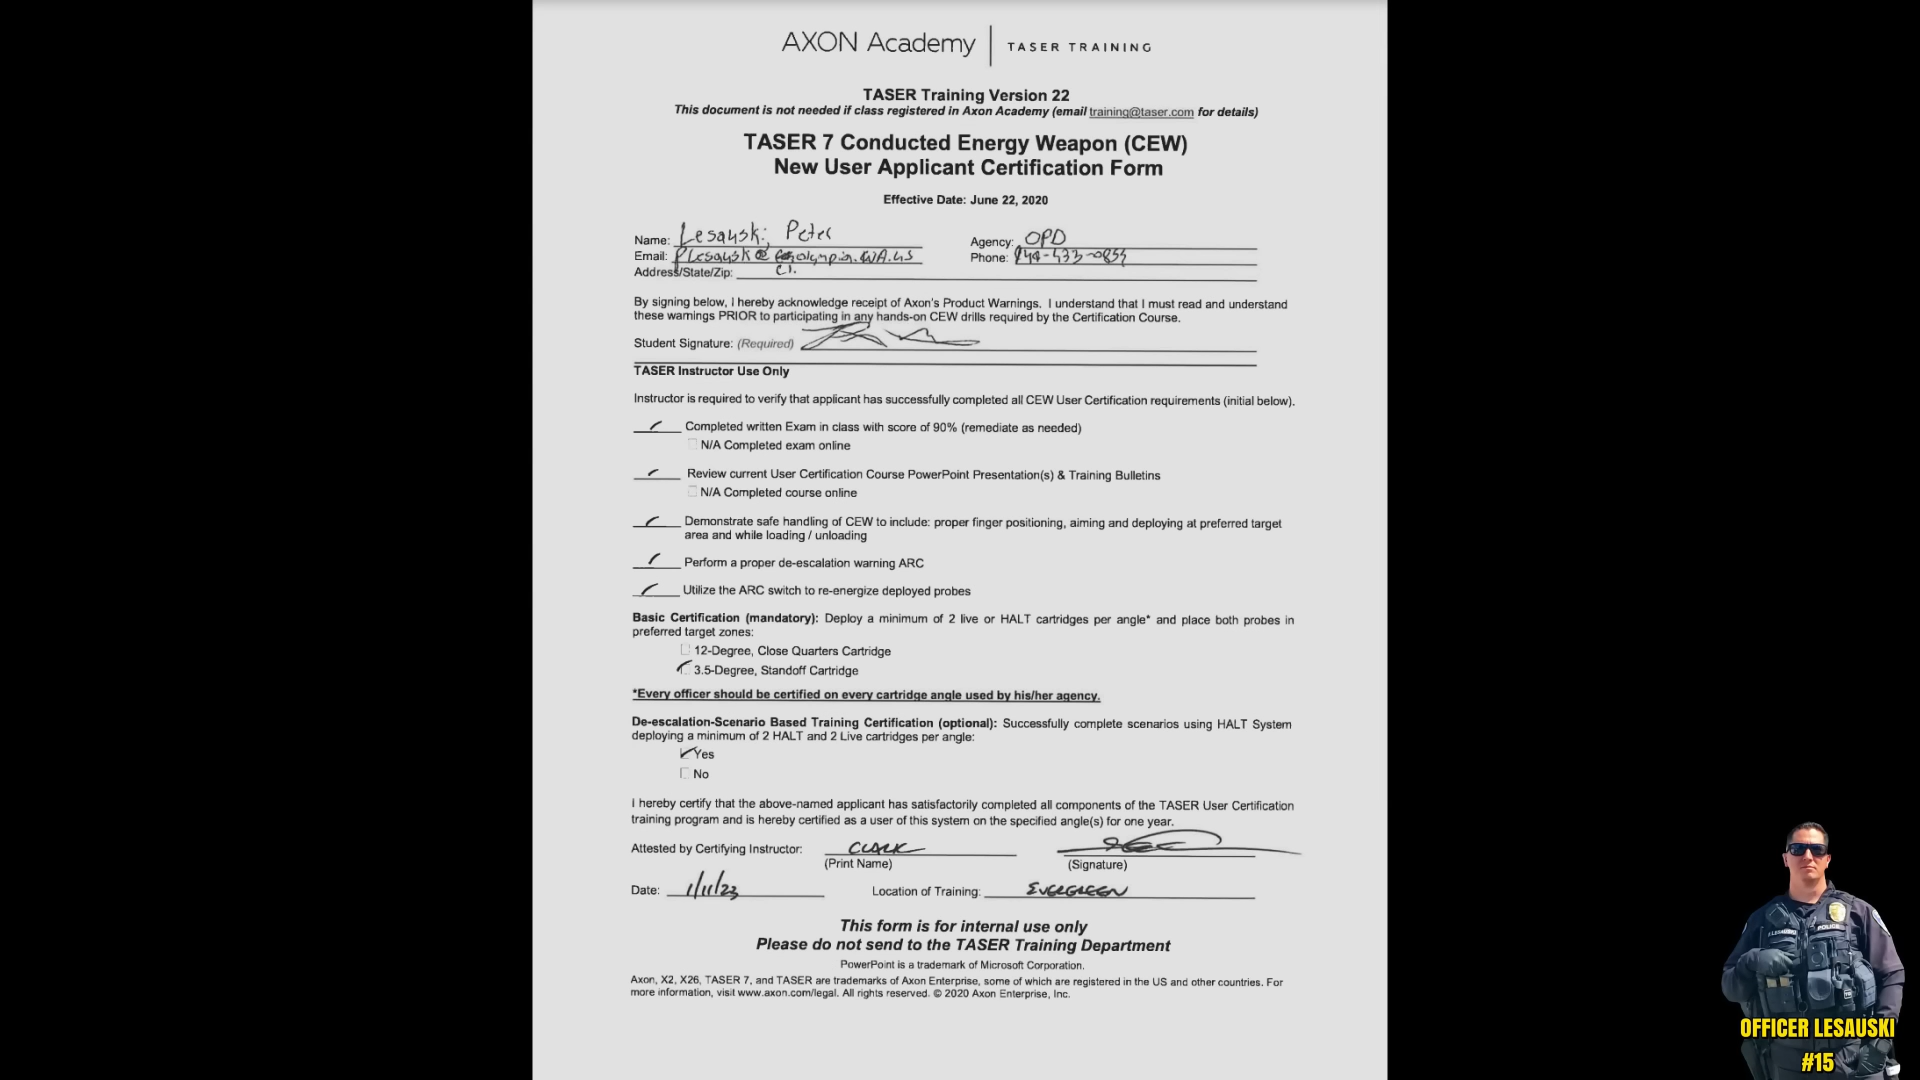 AXON Academy | TASER TRAINING
TASER Training Version 22
This document is not needed if class registered in Axon Academy (email training@taser.com for details)
TASER 7 Conducted Energy Weapon (CEW)
New User Applicant Certification Form
Effective Date: June 22, 2020
Name: Lesauski, Peter Agency: OPD
Email: Phone:
Address/State/Zip: ci.
By signing below, I hereby acknowledge receipt of Axon's Product Warnings. I understand that I must read and understand
these warnings PRIOR to participating in any hands-on CEW drills required by the Certification Course.
Student Signature: (Required)
TASER Instructor Use Only
Instructor is required to verify that applicant has successfully completed all CEW User Certification requirements (initial below).
Completed written Exam in class with score of 90% (remediate as needed)
N/A Completed exam online
Review current User Certification Course PowerPoint Presentation(s) & Training Bulletins
N/A Completed course online
Demonstrate safe handling of CEW to include: proper finger positioning, aiming and deploying at preferred target
area and while loading / unloading
Perform a proper de-escalation warning ARC
Utilize the ARC switch to re-energize deployed probes
Basic Certification (mandatory): Deploy a minimum of 2 live or HALT cartridges per angle* and place both probes in
preferred target zones:
12-Degree, Close Quarters Cartridge
3.5-Degree, Standoff Cartridge
*Every officer should be certified on every cartridge angle used by his/her agency.
De-escalation-Scenario Based Training Certification (optional): Successfully complete scenarios using HALT System
deploying a minimum of 2 HALT and 2 Live cartridges per angle:
Yes
No
I hereby certify that the above-named applicant has satisfactorily completed all components of the TASER User Certification
training program and is hereby certified as a user of this system on the specified angle(s) for one year.
Attested by Certifying Instructor: CLARK
(Print Name) (Signature)
Date: 1/11/23 Location of Training: EVERGREEN
This form is for internal use only
Please do not send to the TASER Training Department
PowerPoint is a trademark of Microsoft Corporation.
Axon, X2, X26, TASER 7, and TASER are trademarks of Axon Enterprise, some of which are registered in the US and other countries. For
more information, visit www.axon.com/legal. All rights reserved. © 2020 Axon Enterprise, Inc.
P. LESAUSKI POLICE
OFFICER LESAUSKI
#15